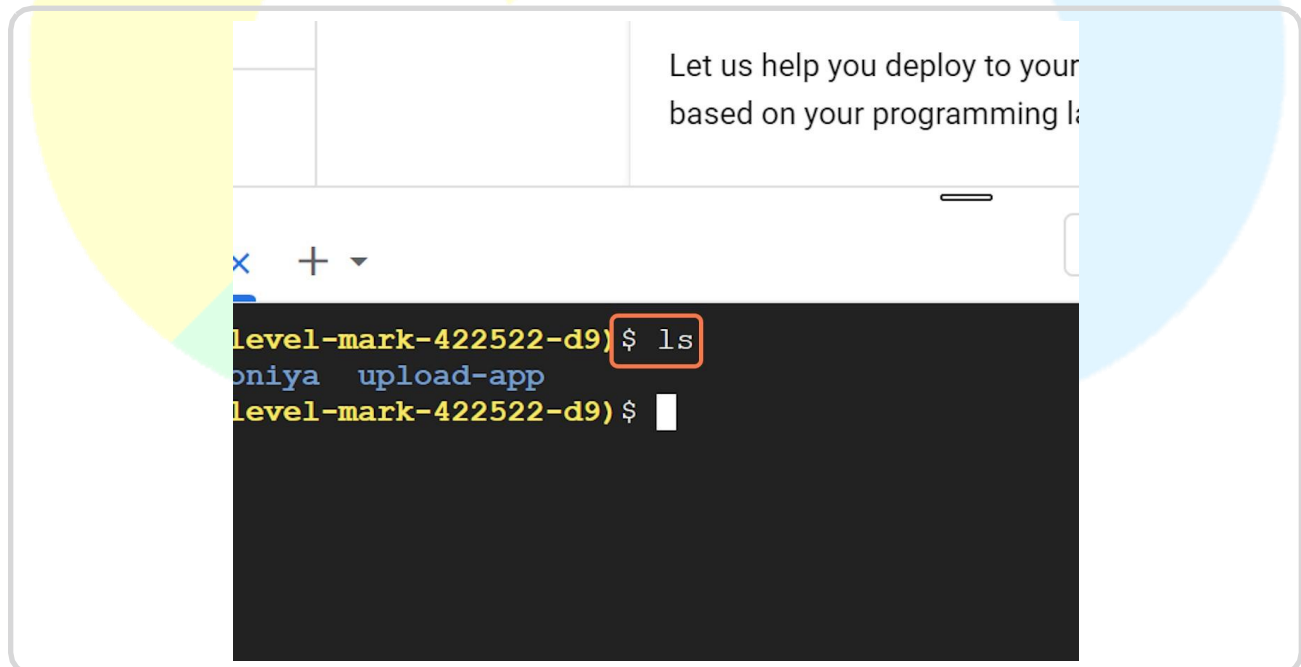 Let us help you deploy to your
based on your programming la
level-mark-422522-d9)$ ls
oniya upload-app
level-mark-422522-d9)$